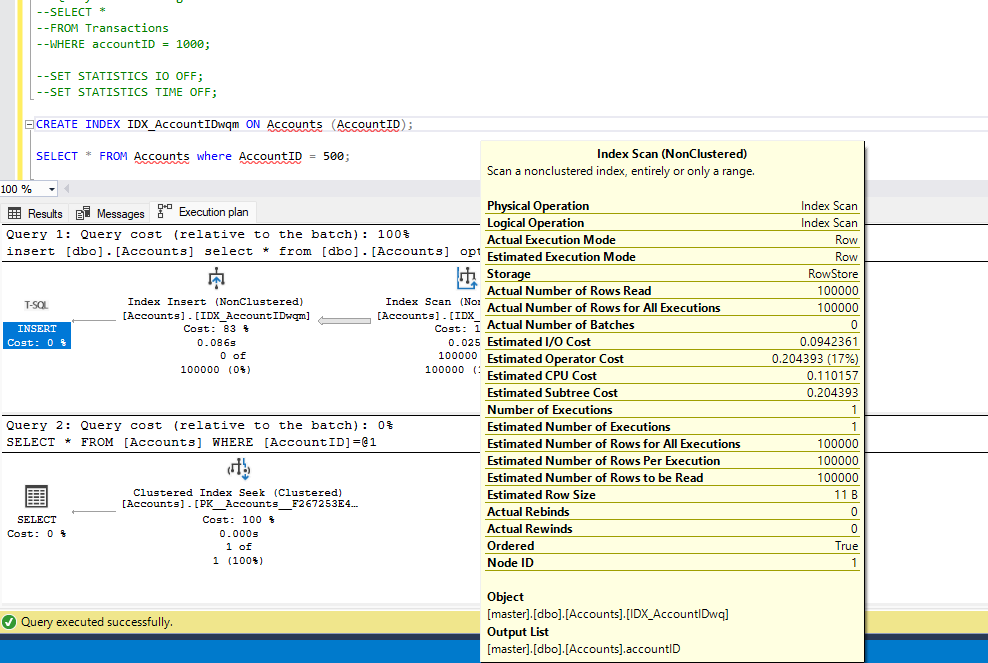 --SELECT *
--FROM Transactions
--WHERE accountID = 1000;
--SET STATISTICS IO OFF;
--SET STATISTICS TIME OFF;
CREATE INDEX IDX_AccountIDwqm ON Accounts (AccountID);
SELECT * FROM Accounts where AccountID = 500;
100 %
Results Messages Execution plan
Query 1: Query cost (relative to the batch): 100%
insert [dbo].[Accounts] select * from [dbo].[Accounts] opt
T-SQL
INSERT
Cost: 0 %
Index Insert (NonClustered)
[Accounts].[IDX_AccountIDwqm]
Cost: 83 %
0.086s
0 of
100000 (0%)
Index Scan (No
[Accounts].[IDX_
Cost: 1
0.025
100000
100000 (
Query 2: Query cost (relative to the batch): 0%
SELECT * FROM [Accounts] WHERE [AccountID]=@1
SELECT
Cost: 0 %
Clustered Index Seek (Clustered)
[Accounts].[PK__Accounts__F267253E4…
Cost: 100 %
0.000s
1 of
1 (100%)
Query executed successfully.
Index Scan (NonClustered)
Scan a nonclustered index, entirely or only a range.
Physical Operation Index Scan
Logical Operation Index Scan
Actual Execution Mode Row
Estimated Execution Mode Row
Storage RowStore
Actual Number of Rows Read 100000
Actual Number of Rows for All Executions 100000
Actual Number of Batches 0
Estimated I/O Cost 0.0942361
Estimated Operator Cost 0.204393 (17%)
Estimated CPU Cost 0.110157
Estimated Subtree Cost 0.204393
Number of Executions 1
Estimated Number of Executions 1
Estimated Number of Rows for All Executions 100000
Estimated Number of Rows Per Execution 100000
Estimated Number of Rows to be Read 100000
Estimated Row Size 11 B
Actual Rebinds 0
Actual Rewinds 0
Ordered True
Node ID 1
Object
[master].[dbo].[Accounts].[IDX_AccountIDwq]
Output List
[master].[dbo].[Accounts].accountID